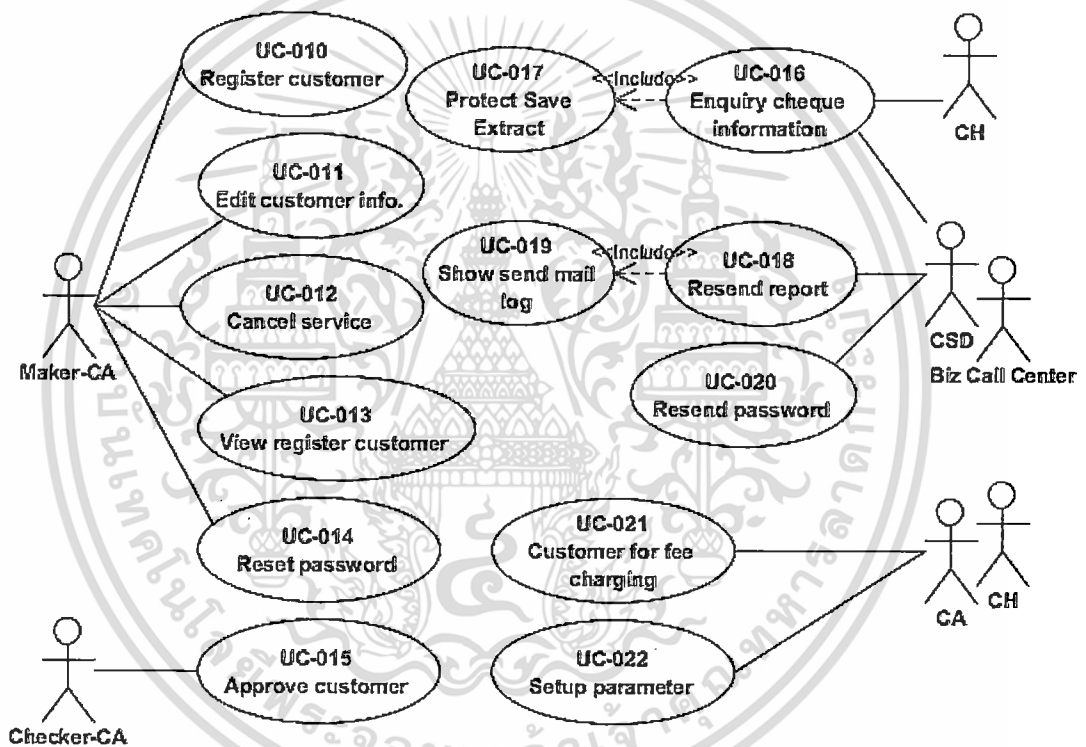 UC-010
Register customer
UC-017
Protect Save
Extract
<<Include>>
UC-016
Enquiry cheque
information
CH
UC-011
Edit customer info.
UC-019
Show send mail
log
<<Include>>
UC-018
Resend report
UC-012
Cancel service
Maker-CA
CSD
Biz Call Center
UC-020
Resend password
UC-013
View register customer
UC-014
Reset password
UC-021
Customer for fee
charging
CA
CH
UC-015
Approve customer
UC-022
Setup parameter
Checker-CA